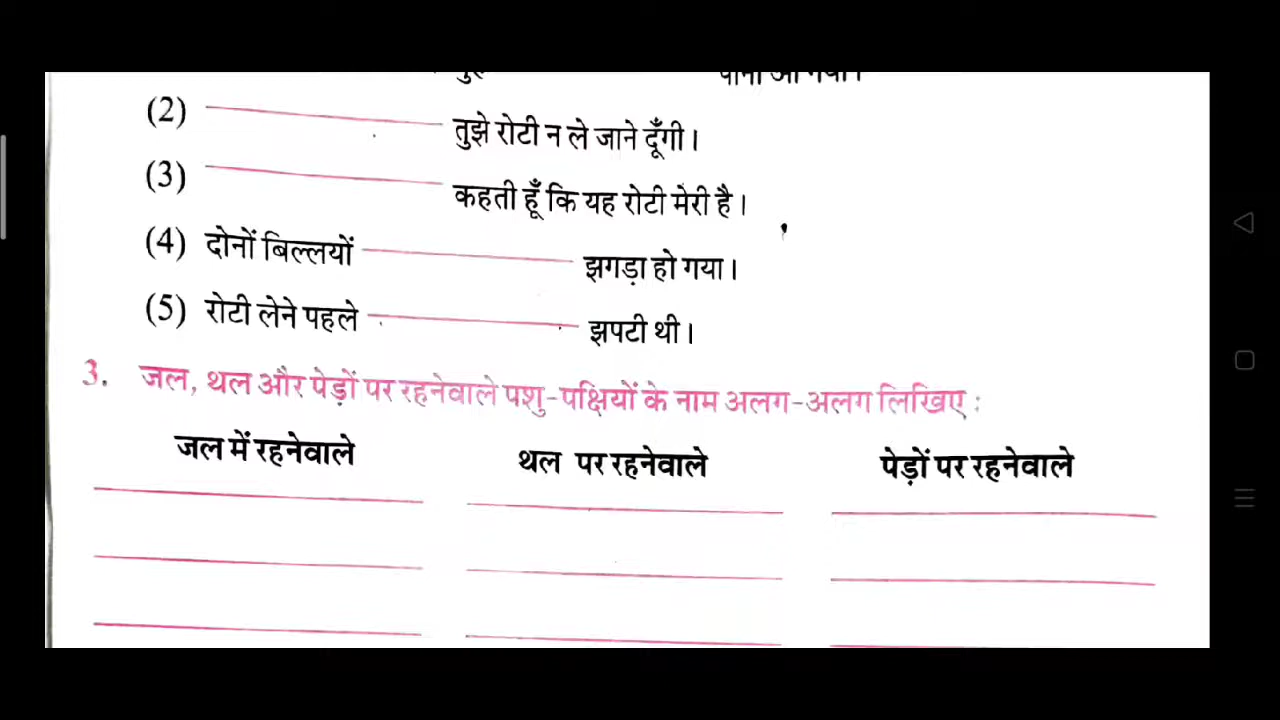 (2) तुझे रोटी न ले जाने दूँगी।
(3) कहती हूँ कि यह रोटी मेरी है।
(4) दोनों बिल्लयों झगड़ा हो गया।
(5) रोटी लेने पहले झपटी थी।
3. जल, थल और पेड़ों पर रहनेवाले पशु-पक्षियों के नाम अलग-अलग लिखिए :
जल में रहनेवाले थल पर रहनेवाले पेड़ों पर रहनेवाले